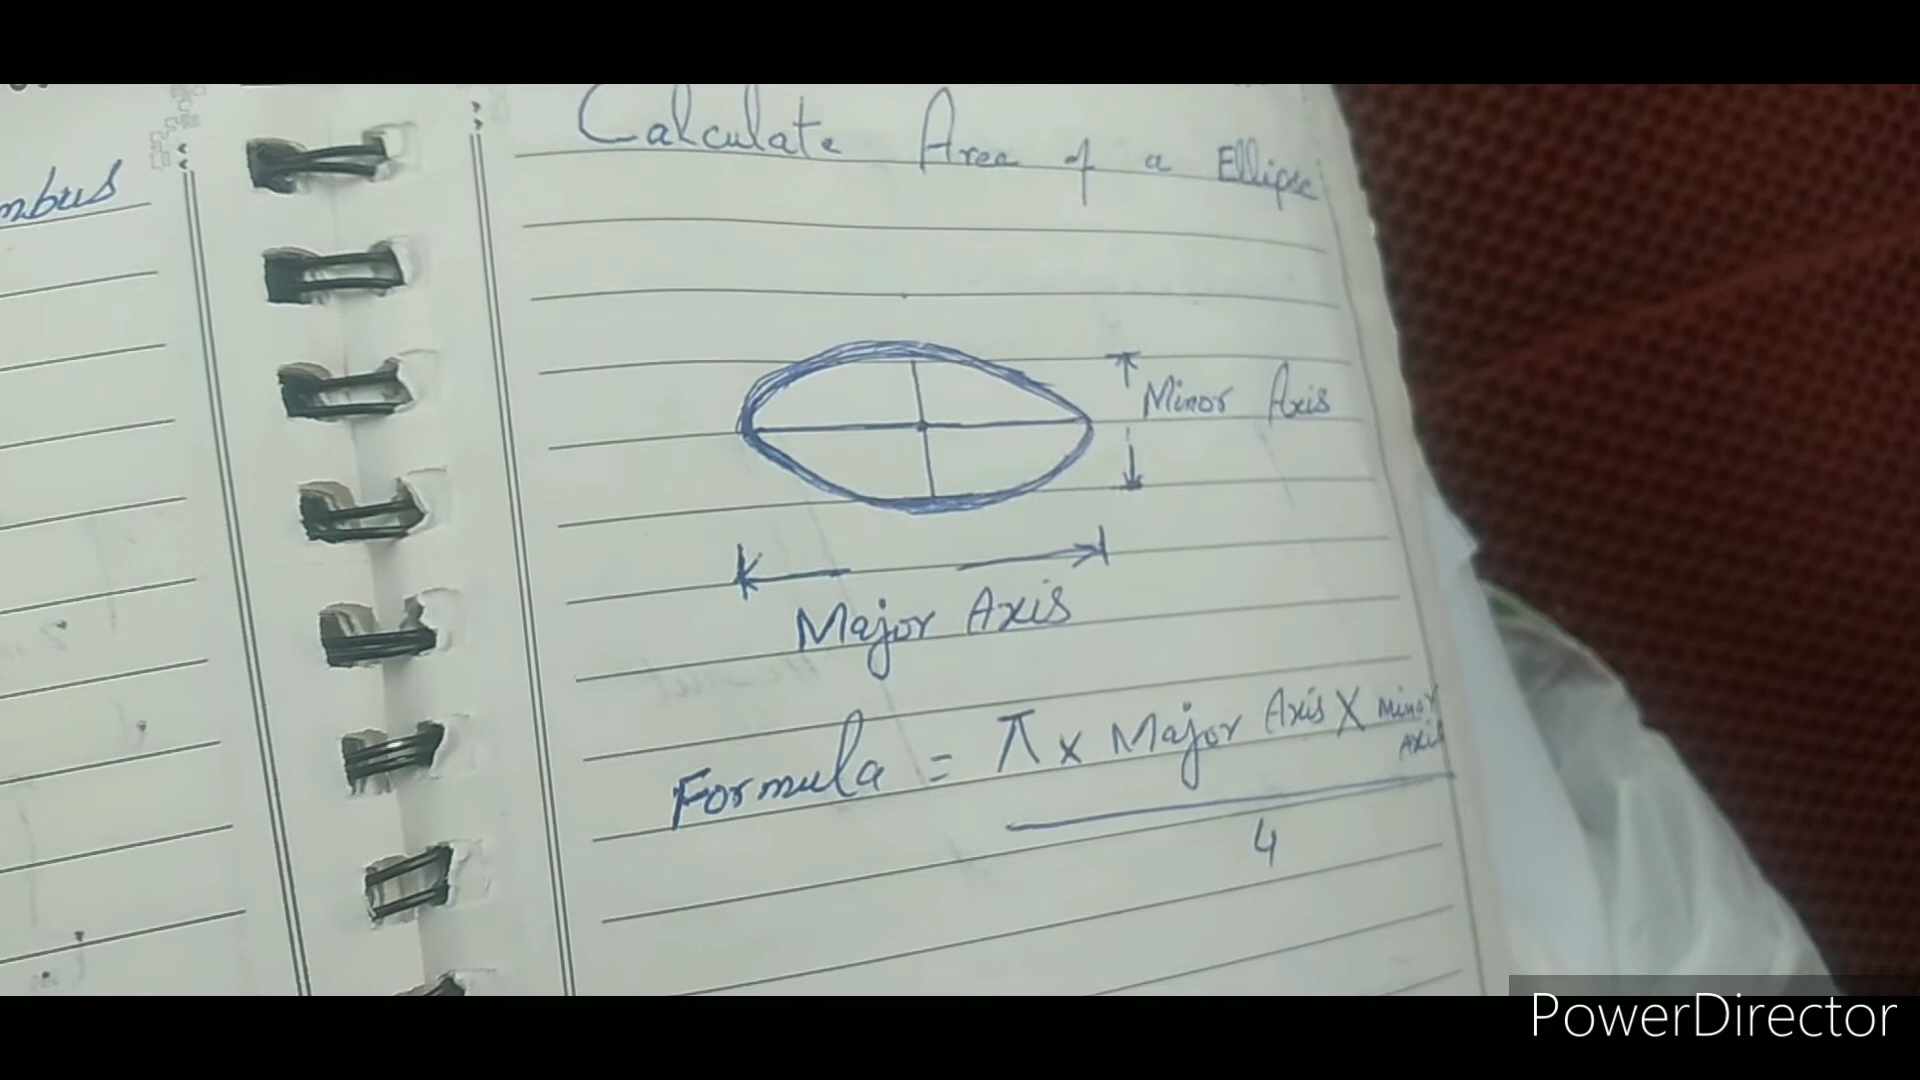 Calculate Area of a Ellipse
mbus
Minor Axis
Major Axis
Formula = π x Major Axis X Minor Axis
4
PowerDirector